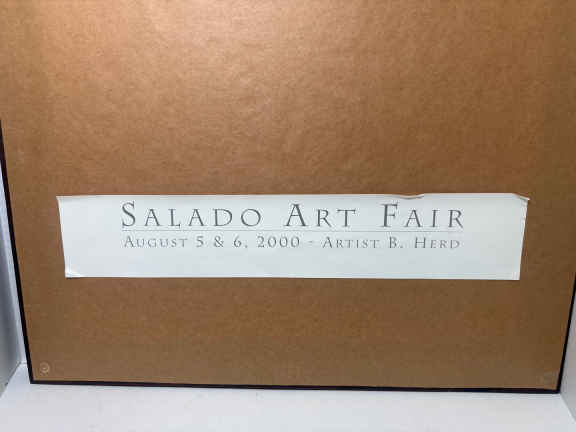 Salado Art Fair
August 5 & 6, 2000 - Artist B. Herd